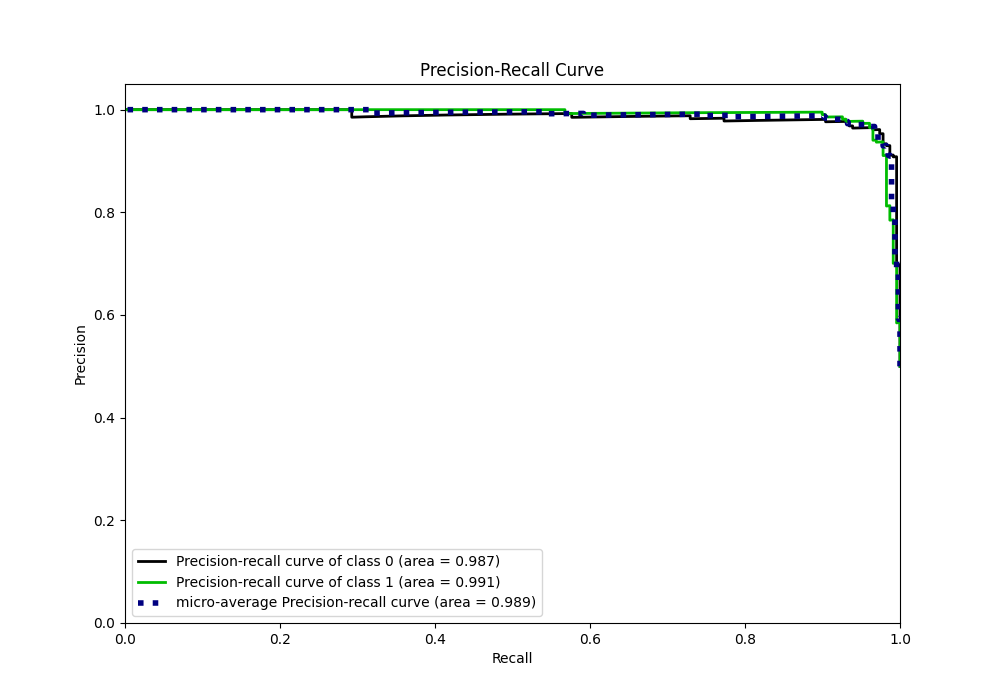 Precision-Recall Curve
1.0
0.8
0.6
0.4
0.2
0.0
Precision
Precision-recall curve of class 0 (area = 0.987)
Precision-recall curve of class 1 (area = 0.991)
micro-average Precision-recall curve (area = 0.989)
0.0 0.2 0.4 0.6 0.8 1.0
Recall